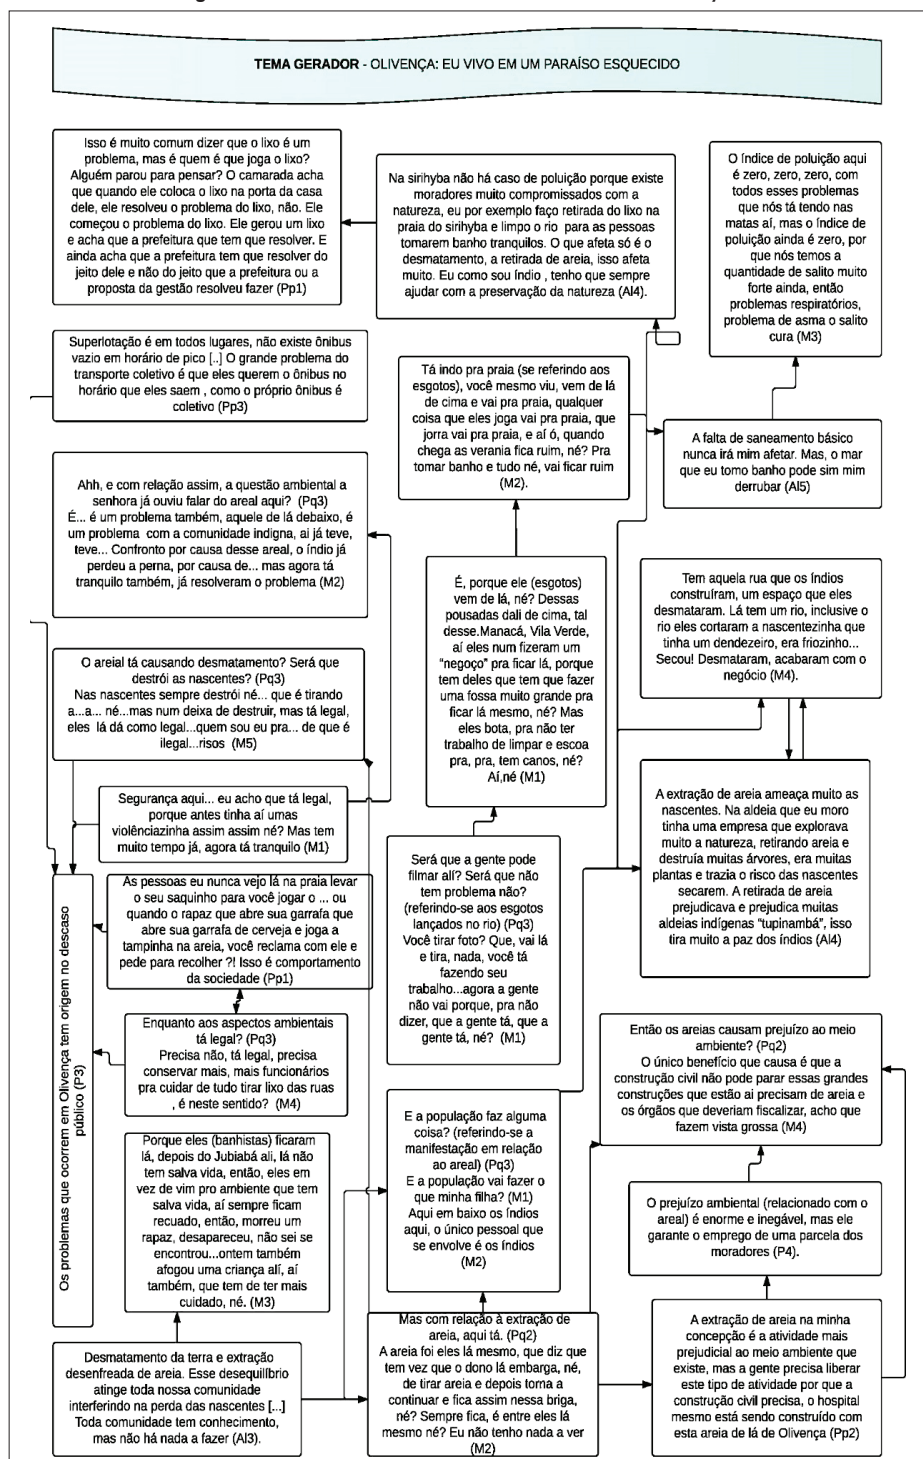 TEMA GERADOR - OLIVENÇA: EU VIVO EM UM PARAÍSO ESQUECIDO
Isso é muito comum dizer que o lixo é um
problema, mas é quem é que joga o lixo?
Alguém parou para pensar? O camarada acha
que quando ele coloca o lixo na porta da casa
dele, ele resolveu o problema do lixo, não. Ele
começou o problema do lixo. Ele gerou um lixo
e acha que a prefeitura que tem que resolver. E
ainda acha que a prefeitura tem que resolver do
jeito dele e não do jeito que a prefeitura ou a
proposta da gestão resolveu fazer (Pp1)
Na sirihyba não há caso de poluição porque existe
moradores muito compromissados com a
natureza, eu por exemplo faço retirada do lixo na
praia do sirihyba e limpo o rio para as pessoas
tomarem banho tranquilos. O que afeta só é o
desmatamento, a retirada de areia, isso afeta
muito. Eu como sou índio , tenho que sempre
ajudar com a preservação da natureza (Al4).
O índice de poluição aqui
é zero, zero, zero, com
todos esses problemas
que nós tá tendo nas
matas aí, mas o índice de
poluição ainda é zero, por
que nós temos a
quantidade de salito muito
forte ainda, então
problemas respiratórios,
problema de asma o salito
cura (M3)
Superlotação é em todos lugares, não existe ônibus
vazio em horário de pico [..] O grande problema do
transporte coletivo é que eles querem o ônibus no
horário que eles saem , como o próprio ônibus é
coletivo (Pp3)
Tá indo pra praia (se referindo aos
esgotos), você mesmo viu, vem de lá
de cima e vai pra praia, qualquer
coisa que eles joga vai pra praia, que
jorra vai pra praia, e aí ó, quando
chega as verania fica ruim, né? Pra
tomar banho e tudo né, vai ficar ruim
(M2).
A falta de saneamento básico
nunca irá mim afetar. Mas, o mar
que eu tomo banho pode sim mim
derrubar (Al5)
Ahh, e com relação assim, a questão ambiental a
senhora já ouviu falar do areal aqui? (Pq3)
É... é um problema também, aquele de lá debaixo, é
um problema com a comunidade indigna, ai já teve,
teve... Confronto por causa desse areal, o índio já
perdeu a perna, por causa de... mas agora tá
tranquilo também, já resolveram o problema (M2)
É, porque ele (esgotos)
vem de lá, né? Dessas
pousadas dali de cima, tal
desse.Manacá, Vila Verde,
aí eles num fizeram um
“negoço” pra ficar lá, porque
tem deles que tem que fazer
uma fossa muito grande pra
ficar lá mesmo, né? Mas
eles bota, pra não ter
trabalho de limpar e escoa
pra, pra, tem canos, né?
Aí,né (M1)
Tem aquela rua que os índios
construíram, um espaço que eles
desmataram. Lá tem um rio, inclusive o
rio eles cortaram a nascentezinha que
tinha um dendezeiro, era friozinho...
Secou! Desmataram, acabaram com o
negócio (M4).
O areial tá causando desmatamento? Será que
destrói as nascentes? (Pq3)
Nas nascentes sempre destrói né... que é tirando
a...a... né...mas num deixa de destruir, mas tá legal,
eles lá dá como legal...quem sou eu pra... de que é
ilegal...risos (M5)
Segurança aqui... eu acho que tá legal,
porque antes tinha aí umas
violênciazinha assim assim né? Mas tem
muito tempo já, agora tá tranquilo (M1)
A extração de areia ameaça muito as
nascentes. Na aldeia que eu moro
tinha uma empresa que explorava
muito a natureza, retirando areia e
destruía muitas árvores, era muitas
plantas e trazia o risco das nascentes
secarem. A retirada de areia
prejudicava e prejudica muitas
aldeias indígenas “tupinambá”, isso
tira muito a paz dos índios (Al4)
Será que a gente pode
filmar alí? Será que não
tem problema não?
(referindo-se aos esgotos
lançados no rio) (Pq3)
Você tirar foto? Que, vai lá
e tira, nada, você tá
fazendo seu
trabalho...agora a gente
não vai porque, pra não
dizer, que a gente tá, que a
gente tá, né? (M1)
As pessoas eu nunca vejo lá na praia levar
o seu saquinho para você jogar o ... ou
quando o rapaz que abre sua garrafa que
abre sua garrafa de cerveja e joga a
tampinha na areia, você reclama com ele e
pede para recolher ?! Isso é comportamento
da sociedade (Pp1)
Os problemas que ocorrem em Olivença tem origem no descaso
público (P3)
Enquanto aos aspectos ambientais
tá legal? (Pq3)
Precisa não, tá legal, precisa
conservar mais, mais funcionários
pra cuidar de tudo tirar lixo das ruas
, é neste sentido? (M4)
Então os areias causam prejuízo ao meio
ambiente? (Pq2)
O único benefício que causa é que a
construção civil não pode parar essas grandes
construções que estão ai precisam de areia e
os órgãos que deveriam fiscalizar, acho que
fazem vista grossa (M4)
E a população faz alguma
coisa? (referindo-se a
manifestação em relação
ao areal) (Pq3)
E a população vai fazer o
que minha filha? (M1)
Aqui em baixo os índios
aqui, o único pessoal que
se envolve é os índios
(M2)
Porque eles (banhistas) ficaram
lá, depois do Jubiabá ali, lá não
tem salva vida, então, eles em
vez de vim pro ambiente que tem
salva vida, aí sempre ficam
recuado, então, morreu um
rapaz, desapareceu, não sei se
encontrou...ontem também
afogou uma criança alí, aí
também, que tem de ter mais
cuidado, né. (M3)
O prejuízo ambiental (relacionado com o
areal) é enorme e inegável, mas ele
garante o emprego de uma parcela dos
moradores (P4).
Desmatamento da terra e extração
desenfreada de areia. Esse desequilíbrio
atinge toda nossa comunidade
interferindo na perda das nascentes [...]
Toda comunidade tem conhecimento,
mas não há nada a fazer (Al3).
Mas com relação à extração de
areia, aqui tá. (Pq2)
A areia foi eles lá mesmo, que diz que
tem vez que o dono lá embarga, né,
de tirar areia e depois torna a
continuar e fica assim nessa briga,
né? Sempre fica, é entre eles lá
mesmo né? Eu não tenho nada a ver
(M2)
A extração de areia na minha
concepção é a atividade mais
prejudicial ao meio ambiente que
existe, mas a gente precisa liberar
este tipo de atividade por que a
construção civil precisa, o hospital
mesmo está sendo construído com
esta areia de lá de Olivença (Pp2)